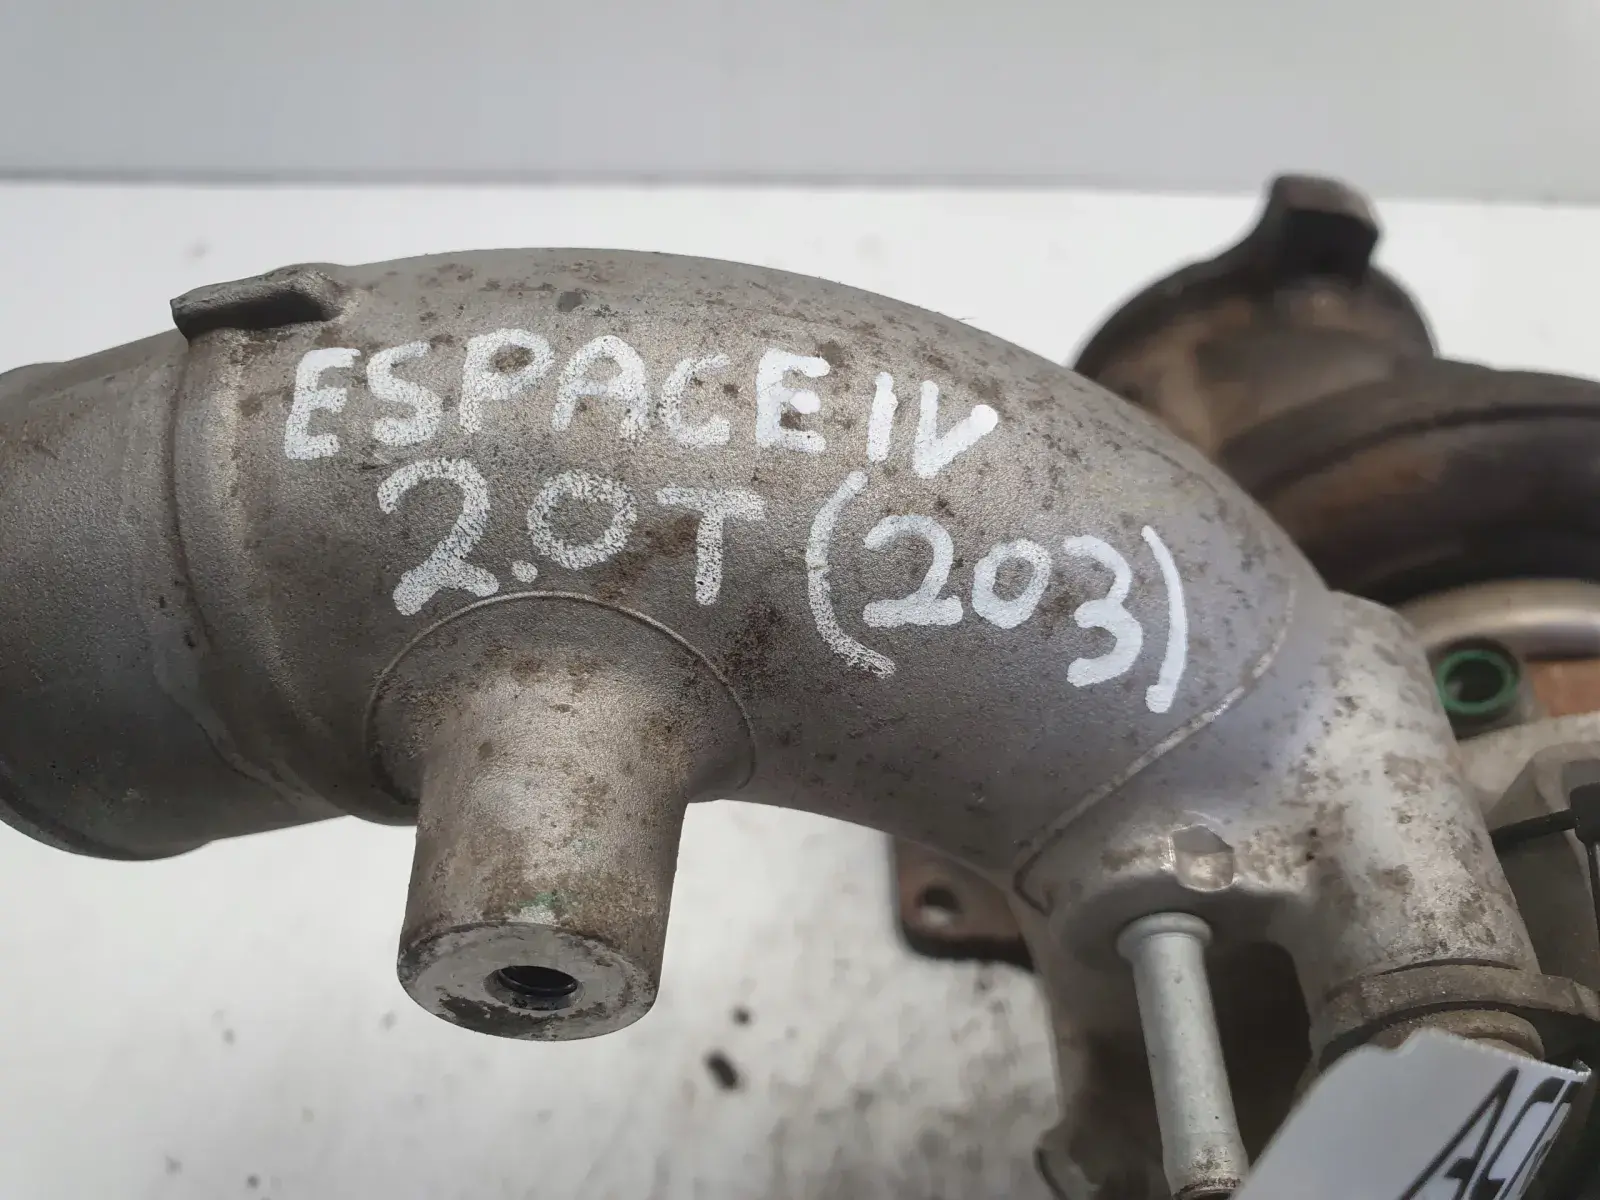 ESPACE IV
2.0T (203)